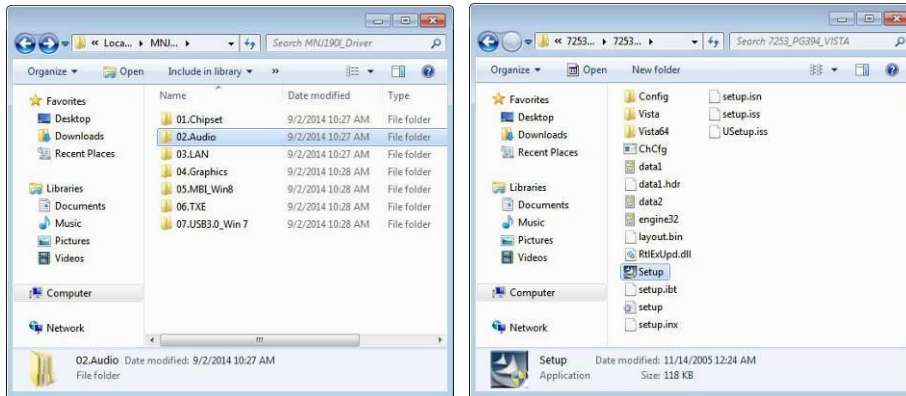 « Loca... ▸ MNJ... ▸
Search MNJ190I_Driver
Organize ▾ Open Include in library ▾ »
Favorites
Desktop
Downloads
Recent Places
Libraries
Documents
Music
Pictures
Videos
Computer
Network
Name Date modified Type
01.Chipset 9/2/2014 10:27 AM File folder
02.Audio 9/2/2014 10:27 AM File folder
03.LAN 9/2/2014 10:27 AM File folder
04.Graphics 9/2/2014 10:28 AM File folder
05.MBI_Win8 9/2/2014 10:28 AM File folder
06.TXE 9/2/2014 10:28 AM File folder
07.USB3.0_Win 7 9/2/2014 10:28 AM File folder
02.Audio Date modified: 9/2/2014 10:27 AM
File folder
« 7253... ▸ 7253... ▸
Search 7253_PG394_VISTA
Organize ▾ Open New folder
Favorites
Desktop
Downloads
Recent Places
Libraries
Documents
Music
Pictures
Videos
Computer
Network
Config
Vista
Vista64
ChCfg
data1
data1.hdr
data2
engine32
layout.bin
RtlExUpd.dll
Setup
setup.ibt
setup
setup.inx
setup.isn
setup.iss
USetup.iss
Setup Date modified: 11/14/2005 12:24 AM
Application Size: 118 KB